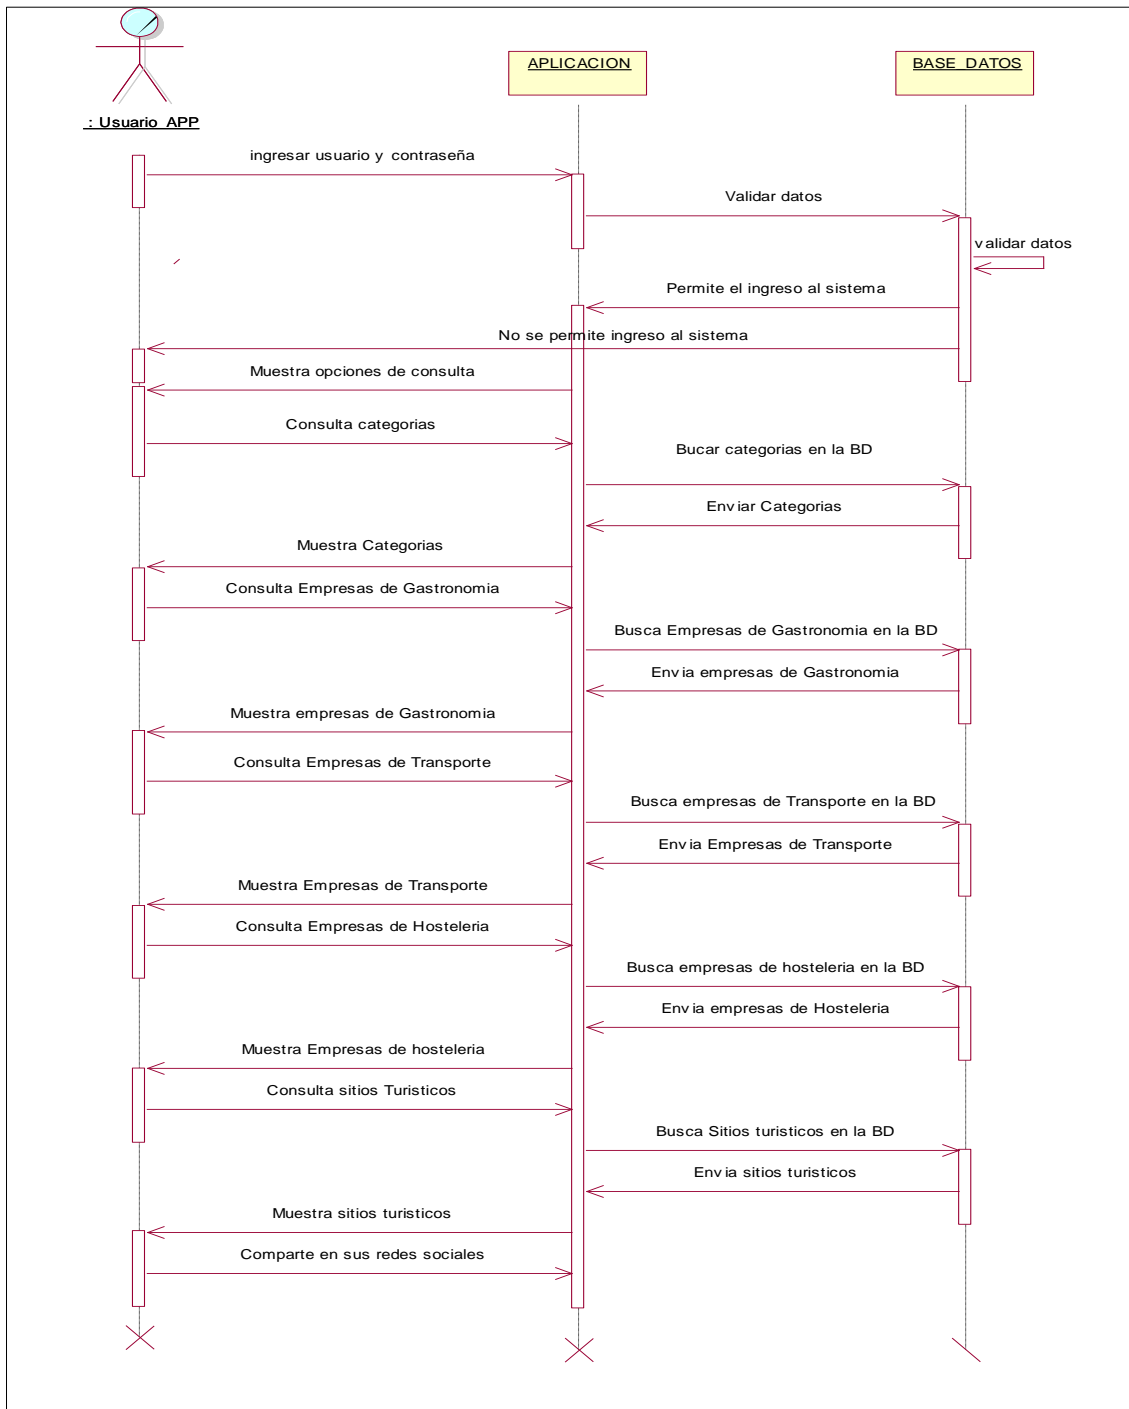 APLICACION
BASE_DATOS
: Usuario APP
ingresar usuario y contraseña
Validar datos
validar datos
Permite el ingreso al sistema
No se permite ingreso al sistema
Muestra opciones de consulta
Consulta categorias
Bucar categorias en la BD
Enviar Categorias
Muestra Categorias
Consulta Empresas de Gastronomia
Busca Empresas de Gastronomia en la BD
Envia empresas de Gastronomia
Muestra empresas de Gastronomia
Consulta Empresas de Transporte
Busca empresas de Transporte en la BD
Envia Empresas de Transporte
Muestra Empresas de Transporte
Consulta Empresas de Hosteleria
Busca empresas de hosteleria en la BD
Envia empresas de Hosteleria
Muestra Empresas de hosteleria
Consulta sitios Turisticos
Busca Sitios turisticos en la BD
Envia sitios turisticos
Muestra sitios turisticos
Comparte en sus redes sociales